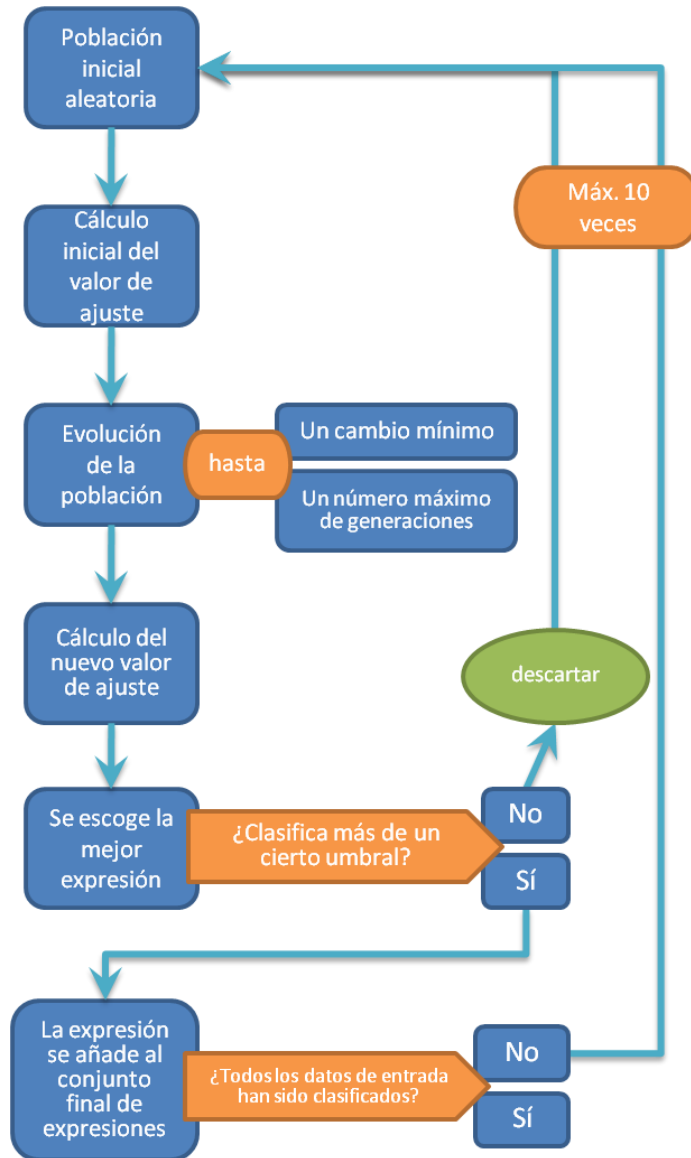 Población
inicial
aleatoria
Máx. 10
veces
Cálculo
inicial del
valor de
ajuste
Evolución
de la
población
hasta
Un cambio mínimo
Un número máximo
de generaciones
Cálculo del
nuevo valor
de ajuste
descartar
Se escoge la
mejor
expresión
¿Clasifica más de un
cierto umbral?
No
Sí
La expresión
se añade al
conjunto
final de
expresiones
¿Todos los datos de entrada
han sido clasificados?
No
Sí